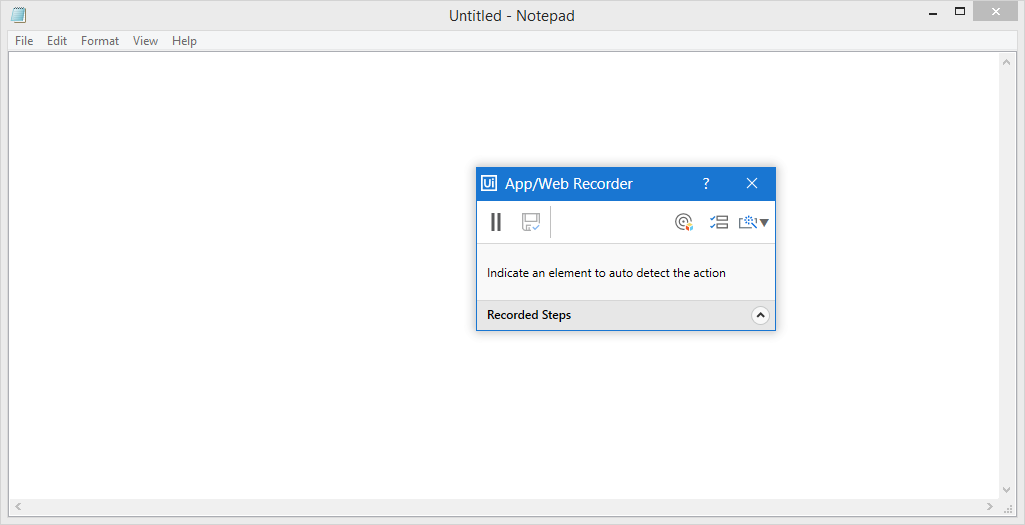 Untitled - Notepad
File Edit Format View Help
Ui App/Web Recorder ?
Indicate an element to auto detect the action
Recorded Steps